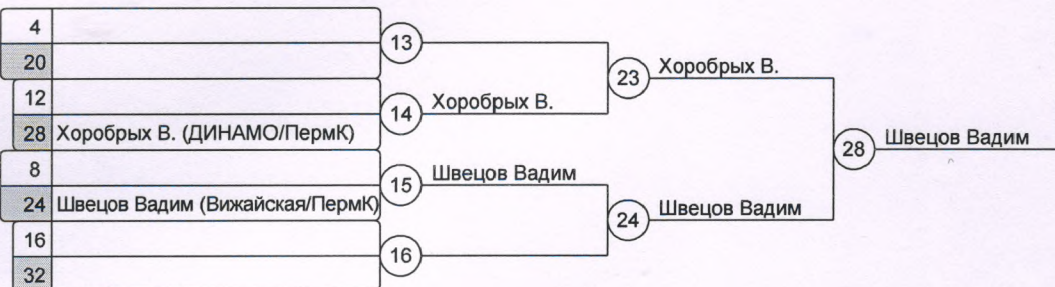 4
20
13
12
28 Хоробрых В. (ДИНАМО/ПермК)
14 Хоробрых В.
23 Хоробрых В.
8
24 Швецов Вадим (Вижайская/ПермК)
15 Швецов Вадим
16
32
16
24 Швецов Вадим
28 Швецов Вадим